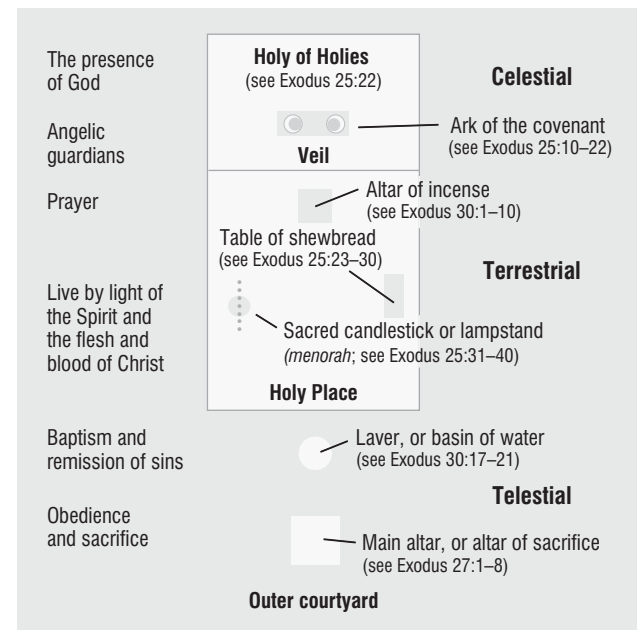 The presence
of God
Holy of Holies
(see Exodus 25:22)
Celestial
Angelic
guardians
Ark of the covenant
(see Exodus 25:10–22)
Veil
Prayer
Altar of incense
(see Exodus 30:1–10)
Table of shewbread
(see Exodus 25:23–30)
Terrestrial
Live by light of
the Spirit and
the flesh and
blood of Christ
Sacred candlestick or lampstand
(menorah; see Exodus 25:31–40)
Holy Place
Baptism and
remission of sins
Laver, or basin of water
(see Exodus 30:17–21)
Telestial
Obedience
and sacrifice
Main altar, or altar of sacrifice
(see Exodus 27:1–8)
Outer courtyard